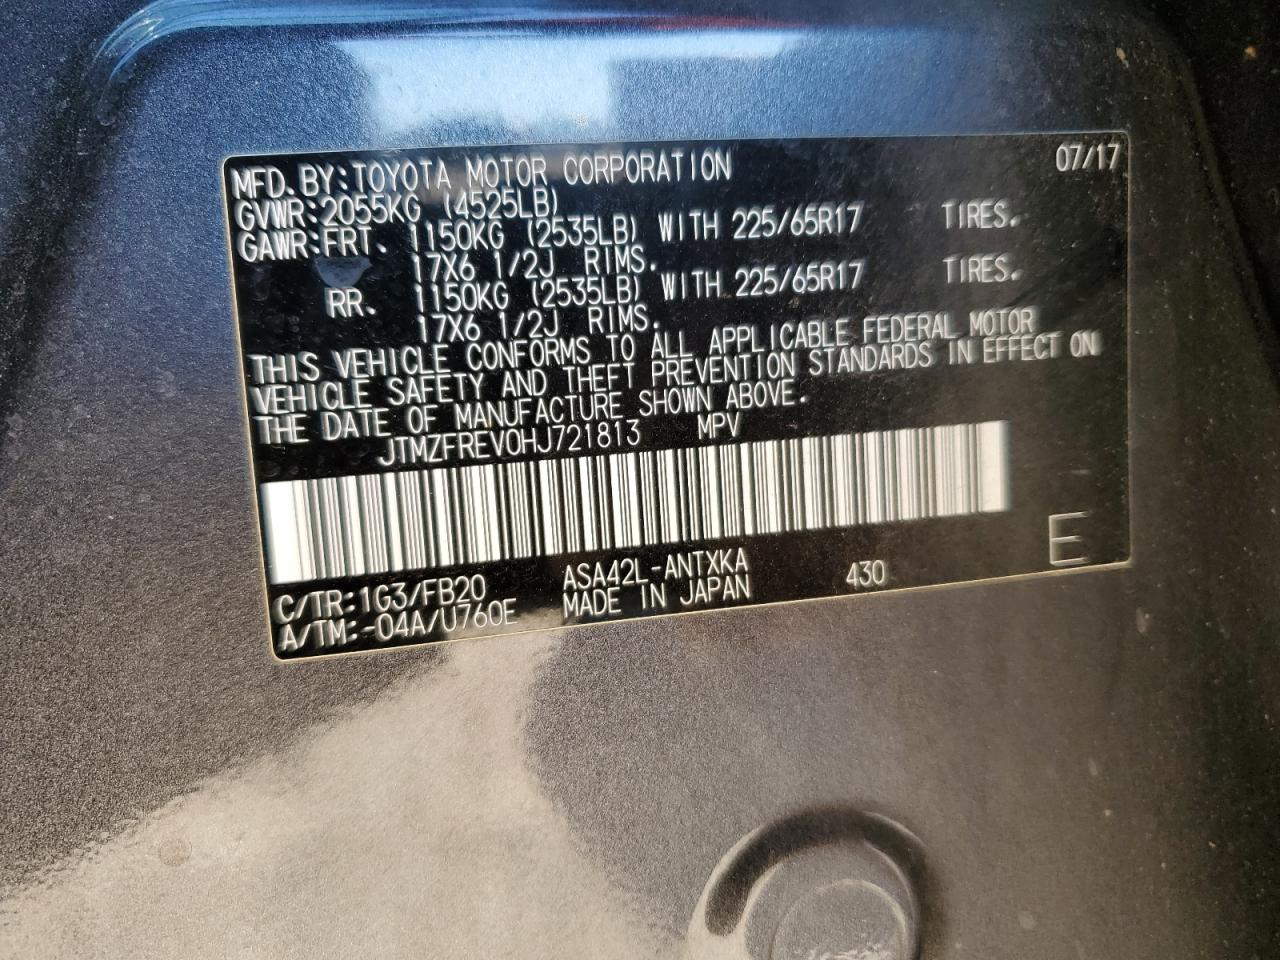 MFD.BY:TOYOTA MOTOR CORPORATION 07/17
GVWR:2055KG (4525LB)
GAWR:FRT. 1150KG (2535LB) WITH 225/65R17 TIRES.
17X6 1/2J RIMS.
RR. 1150KG (2535LB) WITH 225/65R17 TIRES.
17X6 1/2J RIMS.
THIS VEHICLE CONFORMS TO ALL APPLICABLE FEDERAL MOTOR
VEHICLE SAFETY AND THEFT PREVENTION STANDARDS IN EFFECT ON
THE DATE OF MANUFACTURE SHOWN ABOVE.
JTMZFREV0HJ721813 MPV
C/TR:1G3/FB20 ASA42L-ANTXKA 430 E
A/TM:-04A/U760E MADE IN JAPAN